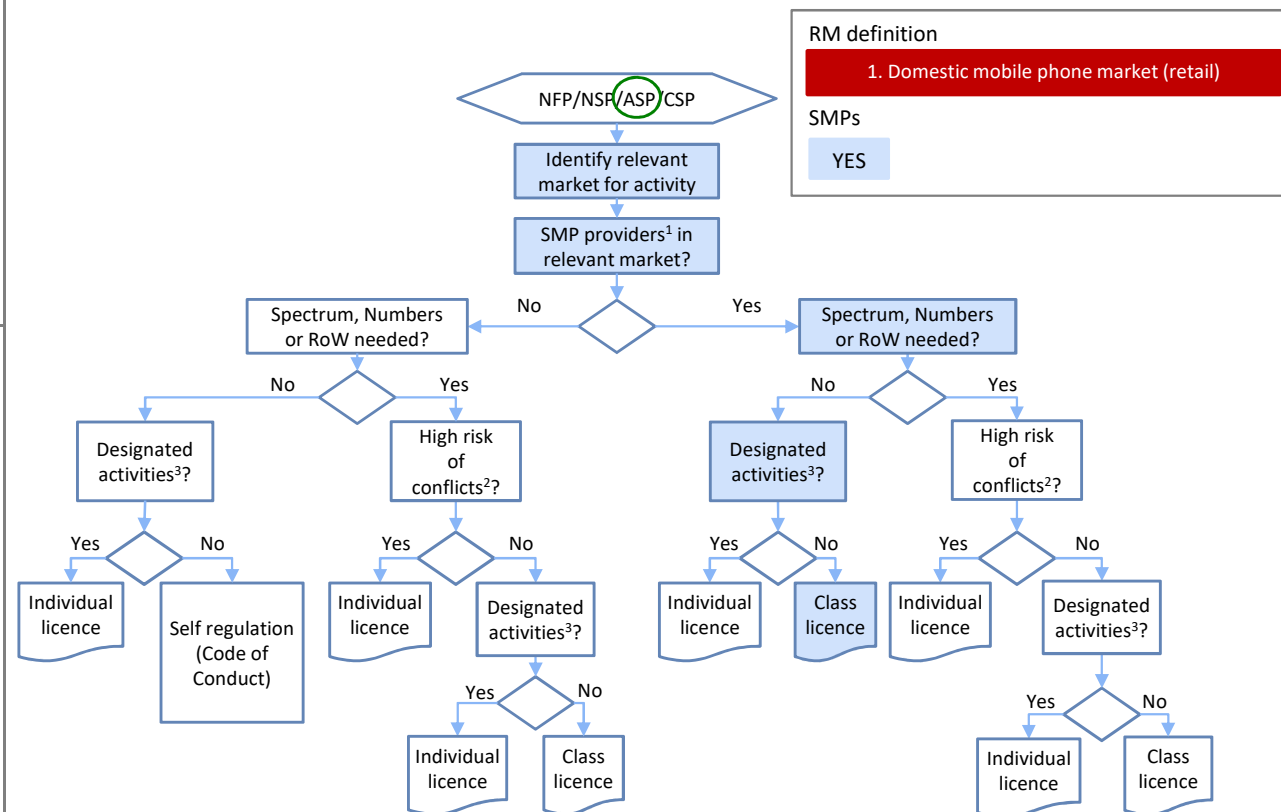 RM definition
1. Domestic mobile phone market (retail)
SMPs
YES
NFP/NSP/ASP/CSP
Identify relevant
market for activity
SMP providers¹ in
relevant market?
No
Yes
Spectrum, Numbers
or RoW needed?
Spectrum, Numbers
or RoW needed?
No
Yes
No
Yes
Designated
activities³?
High risk
of
conflicts²?
Designated
activities³?
High risk
of
conflicts²?
Yes
No
Yes
No
Yes
No
Yes
No
Individual
licence
Self regulation
(Code of
Conduct)
Individual
licence
Designated
activities³?
Individual
licence
Class
licence
Individual
licence
Designated
activities³?
Yes
No
Yes
No
Individual
licence
Class
licence
Individual
licence
Class
licence